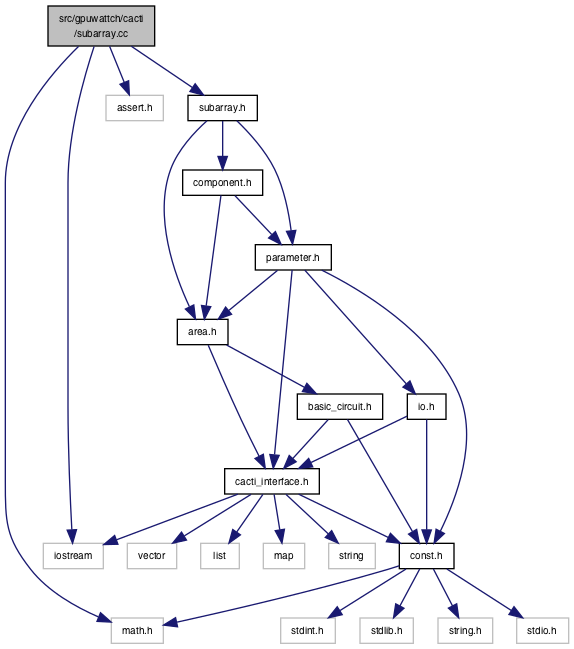 src/gpuwattch/cacti
/subarray.cc
assert.h
subarray.h
component.h
parameter.h
area.h
basic_circuit.h
io.h
cacti_interface.h
iostream
vector
list
map
string
const.h
math.h
stdint.h
stdlib.h
string.h
stdio.h